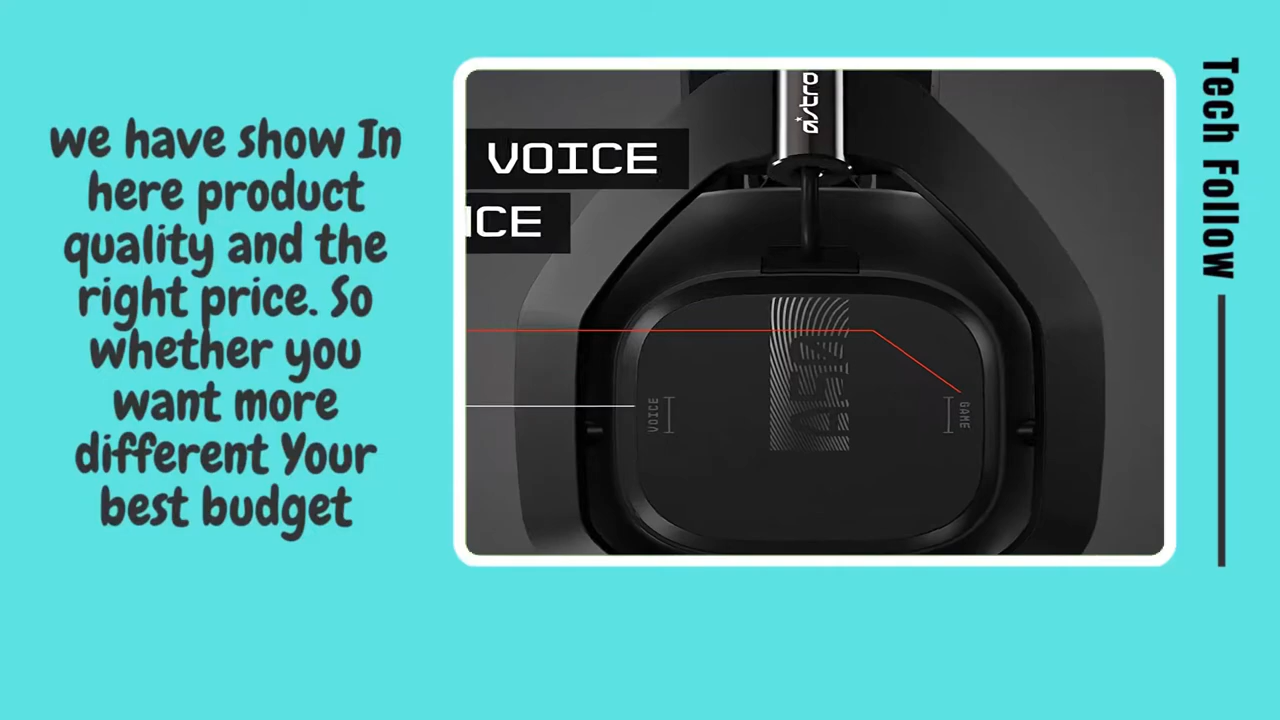 we have show In
here product
quality and the
right price. So
whether you
want more
different Your
best budget
VOICE
ICE
astro
A50
VOICE
GAME
Tech Follow